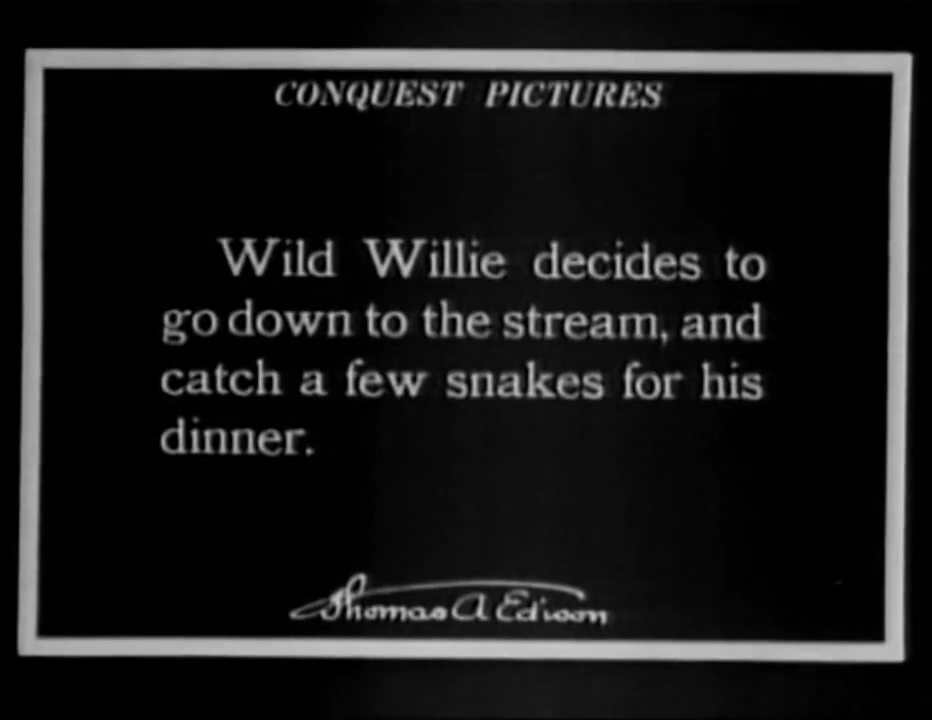 CONQUEST PICTURES
Wild Willie decides to
go down to the stream, and
catch a few snakes for his
dinner.
Thomas A Edison